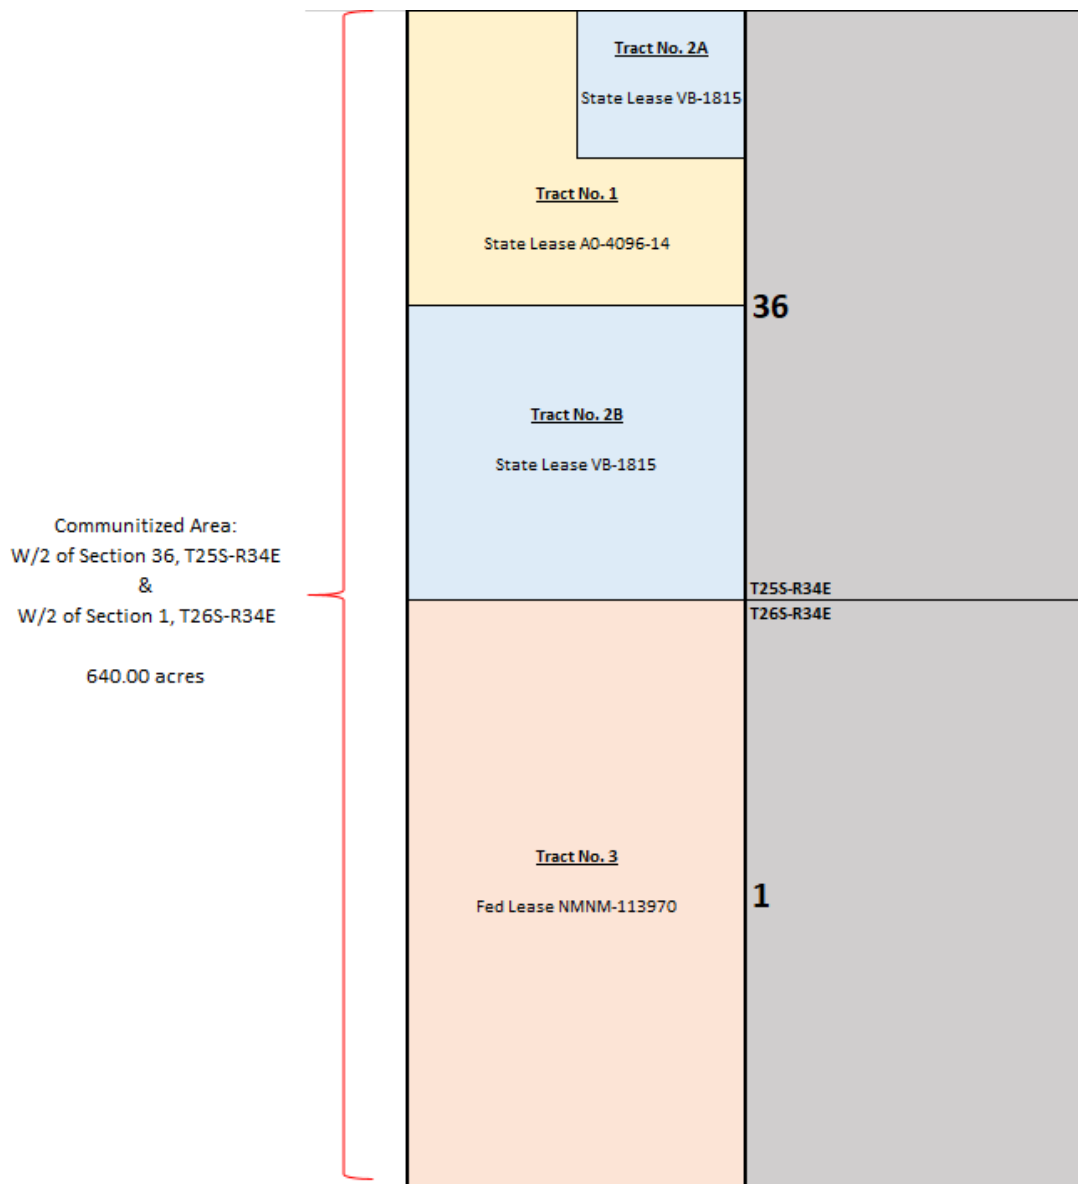 Tract No. 2A
State Lease VB-1815
Tract No. 1
State Lease A0-4096-14
36
Tract No. 2B
State Lease VB-1815
Communitized Area:
W/2 of Section 36, T25S-R34E
&
W/2 of Section 1, T26S-R34E
640.00 acres
T25S-R34E
T26S-R34E
Tract No. 3
Fed Lease NMNM-113970
1